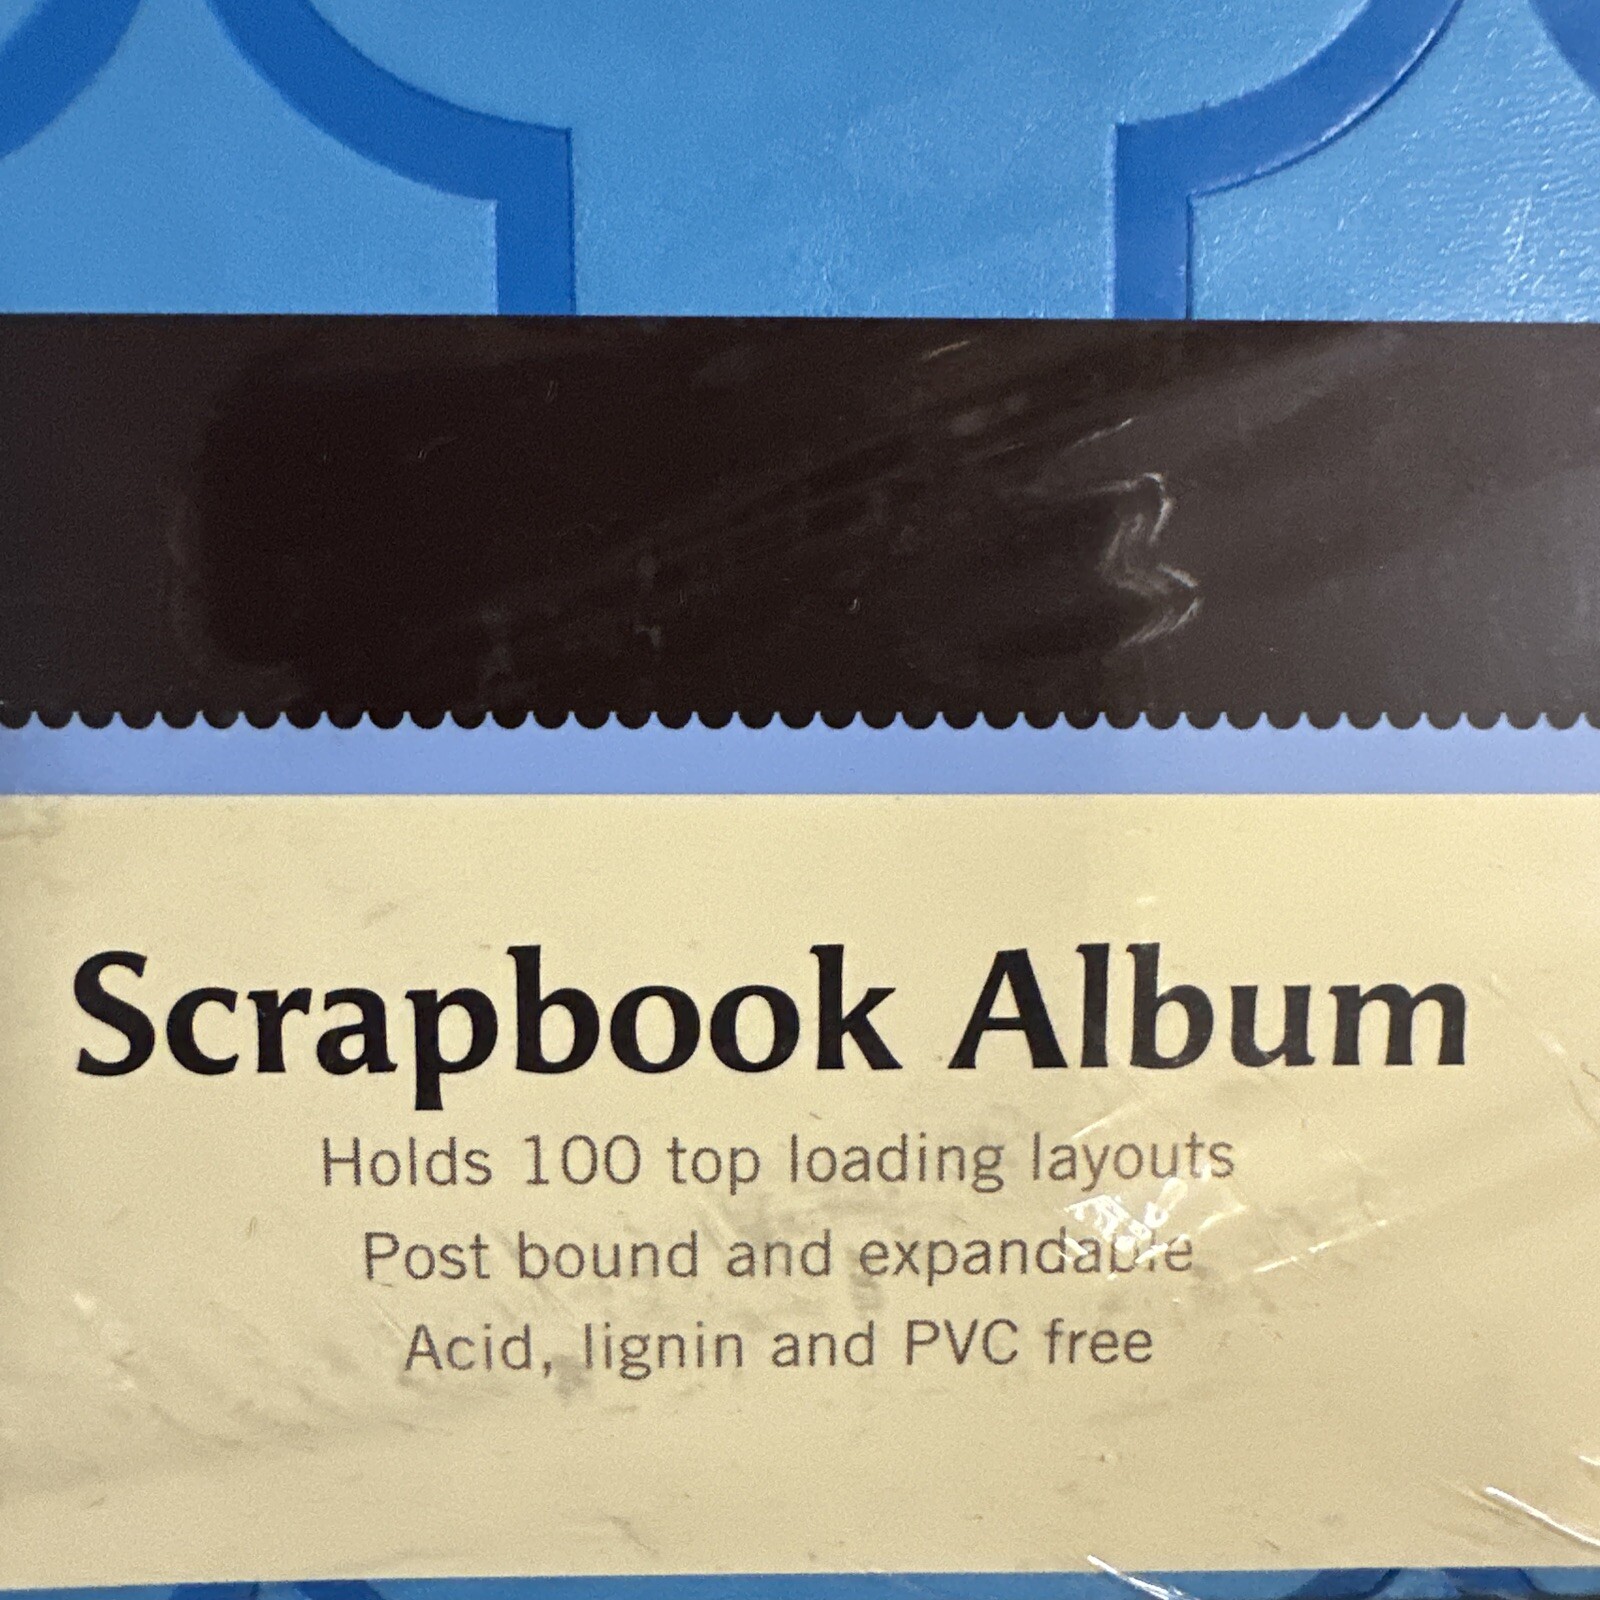 Scrapbook Album
Holds 100 top loading layouts
Post bound and expandable
Acid, lignin and PVC free